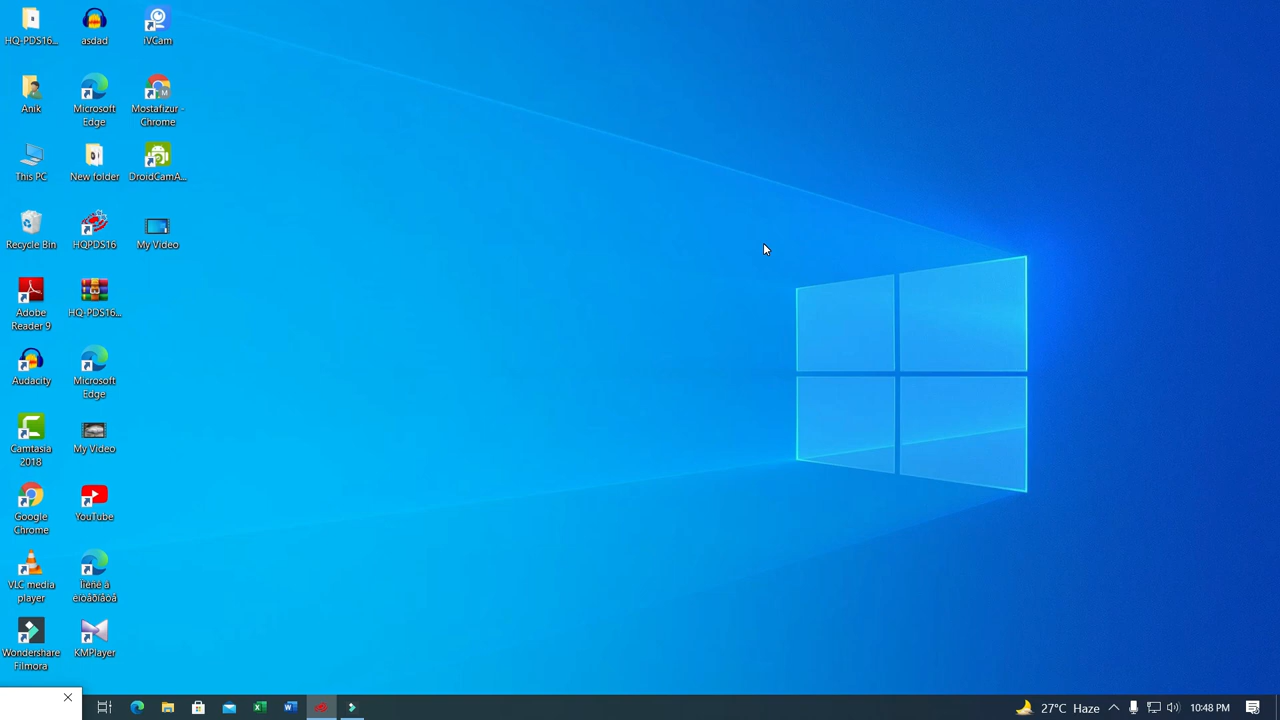 HQ-PDS16...
asdad
iVCam
Anik
Microsoft
Edge
Mostafizur -
Chrome
This PC
New folder
DroidCamA...
Recycle Bin
HQPDS16
My Video
Adobe
Reader 9
HQ-PDS16...
Audacity
Microsoft
Edge
Camtasia
2018
My Video
Google
Chrome
YouTube
VLC media
player
Wondershare
Filmora
KMPlayer
27°C Haze
10:48 PM